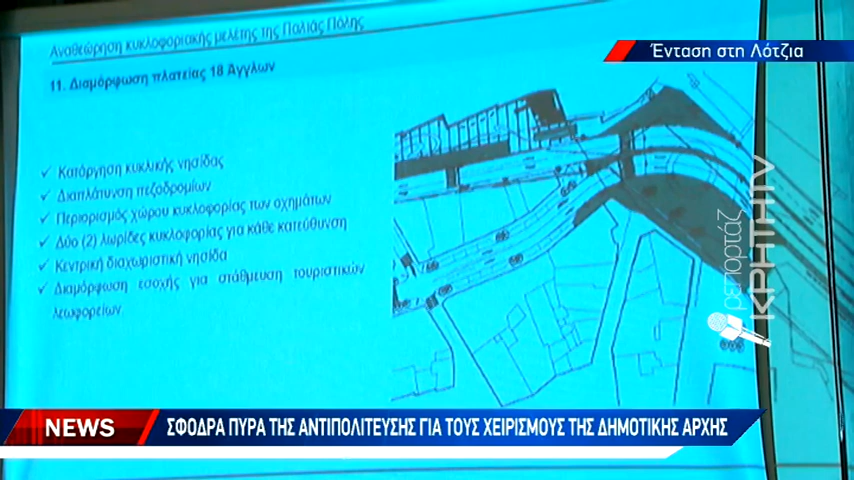 Αναθεώρηση κυκλοφοριακής μελέτης της Παλιάς Πόλης
Ένταση στη Λότζια
11. Διαμόρφωση πλατείας 18 Άγγλων
✓ Κατάργηση κυκλικής νησίδας
✓ Διαπλάτυνση πεζοδρομίων
✓ Περιορισμός χώρου κυκλοφορίας των οχημάτων
✓ Δύο (2) λωρίδες κυκλοφορίας για κάθε κατεύθυνση
✓ Κεντρική διαχωριστική νησίδα
✓ Διαμόρφωση εσοχής για στάθμευση τουριστικών
λεωφορείων
ρεπορτάζ
ΚΡΗΤΗTV
NEWS
ΣΦΟΔΡΑ ΠΥΡΑ ΤΗΣ ΑΝΤΙΠΟΛΙΤΕΥΣΗΣ ΓΙΑ ΤΟΥΣ ΧΕΙΡΙΣΜΟΥΣ ΤΗΣ ΔΗΜΟΤΙΚΗΣ ΑΡΧΗΣ